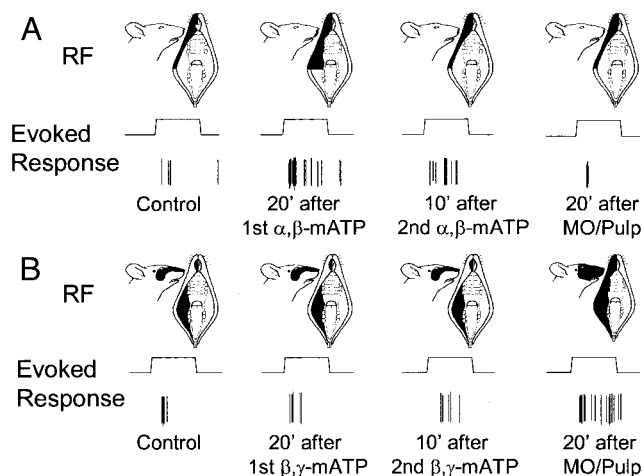 A
RF
Evoked
Response
Control
20' after
1st α,β-mATP
10' after
2nd α,β-mATP
20' after
MO/Pulp
B
RF
Evoked
Response
Control
20' after
1st β,γ-mATP
10' after
2nd β,γ-mATP
20' after
MO/Pulp